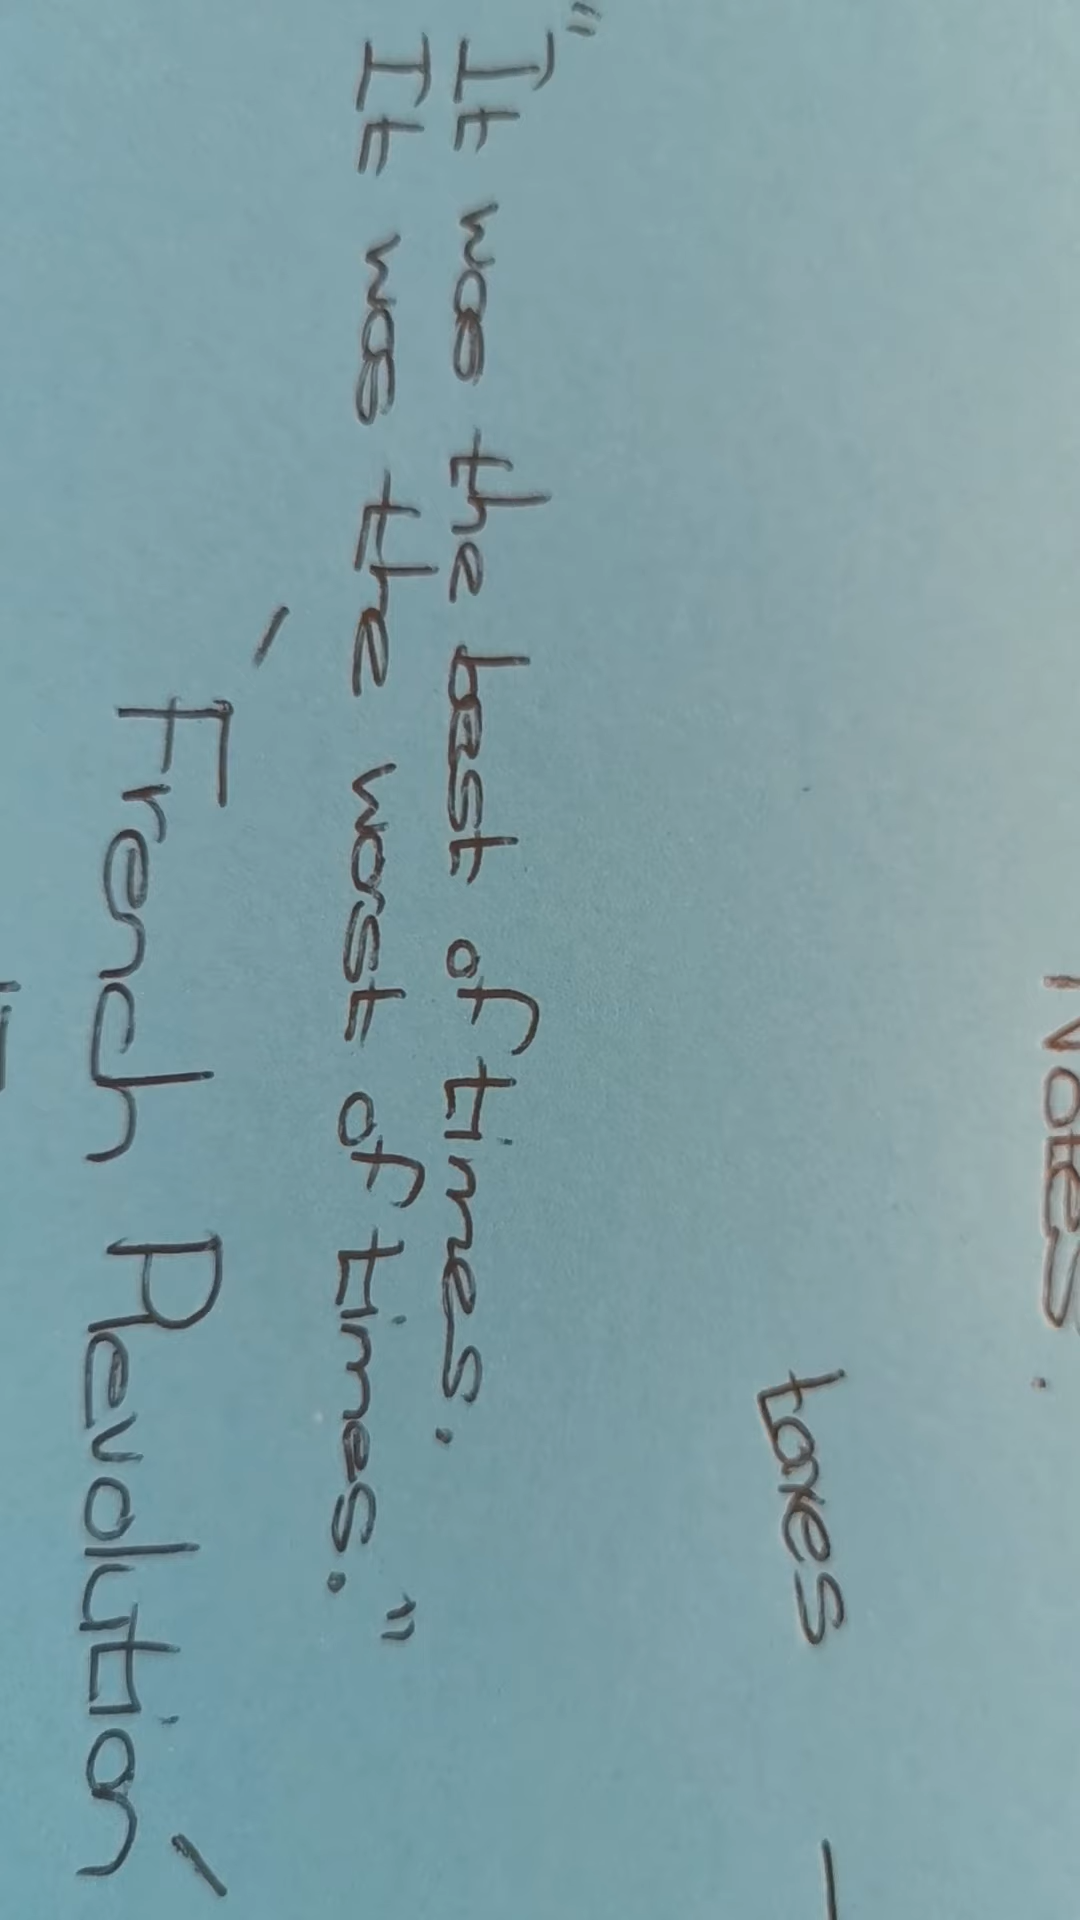 Notes.
taxes
"It was the best of times.
It was the worst of times."
'French Revolution'